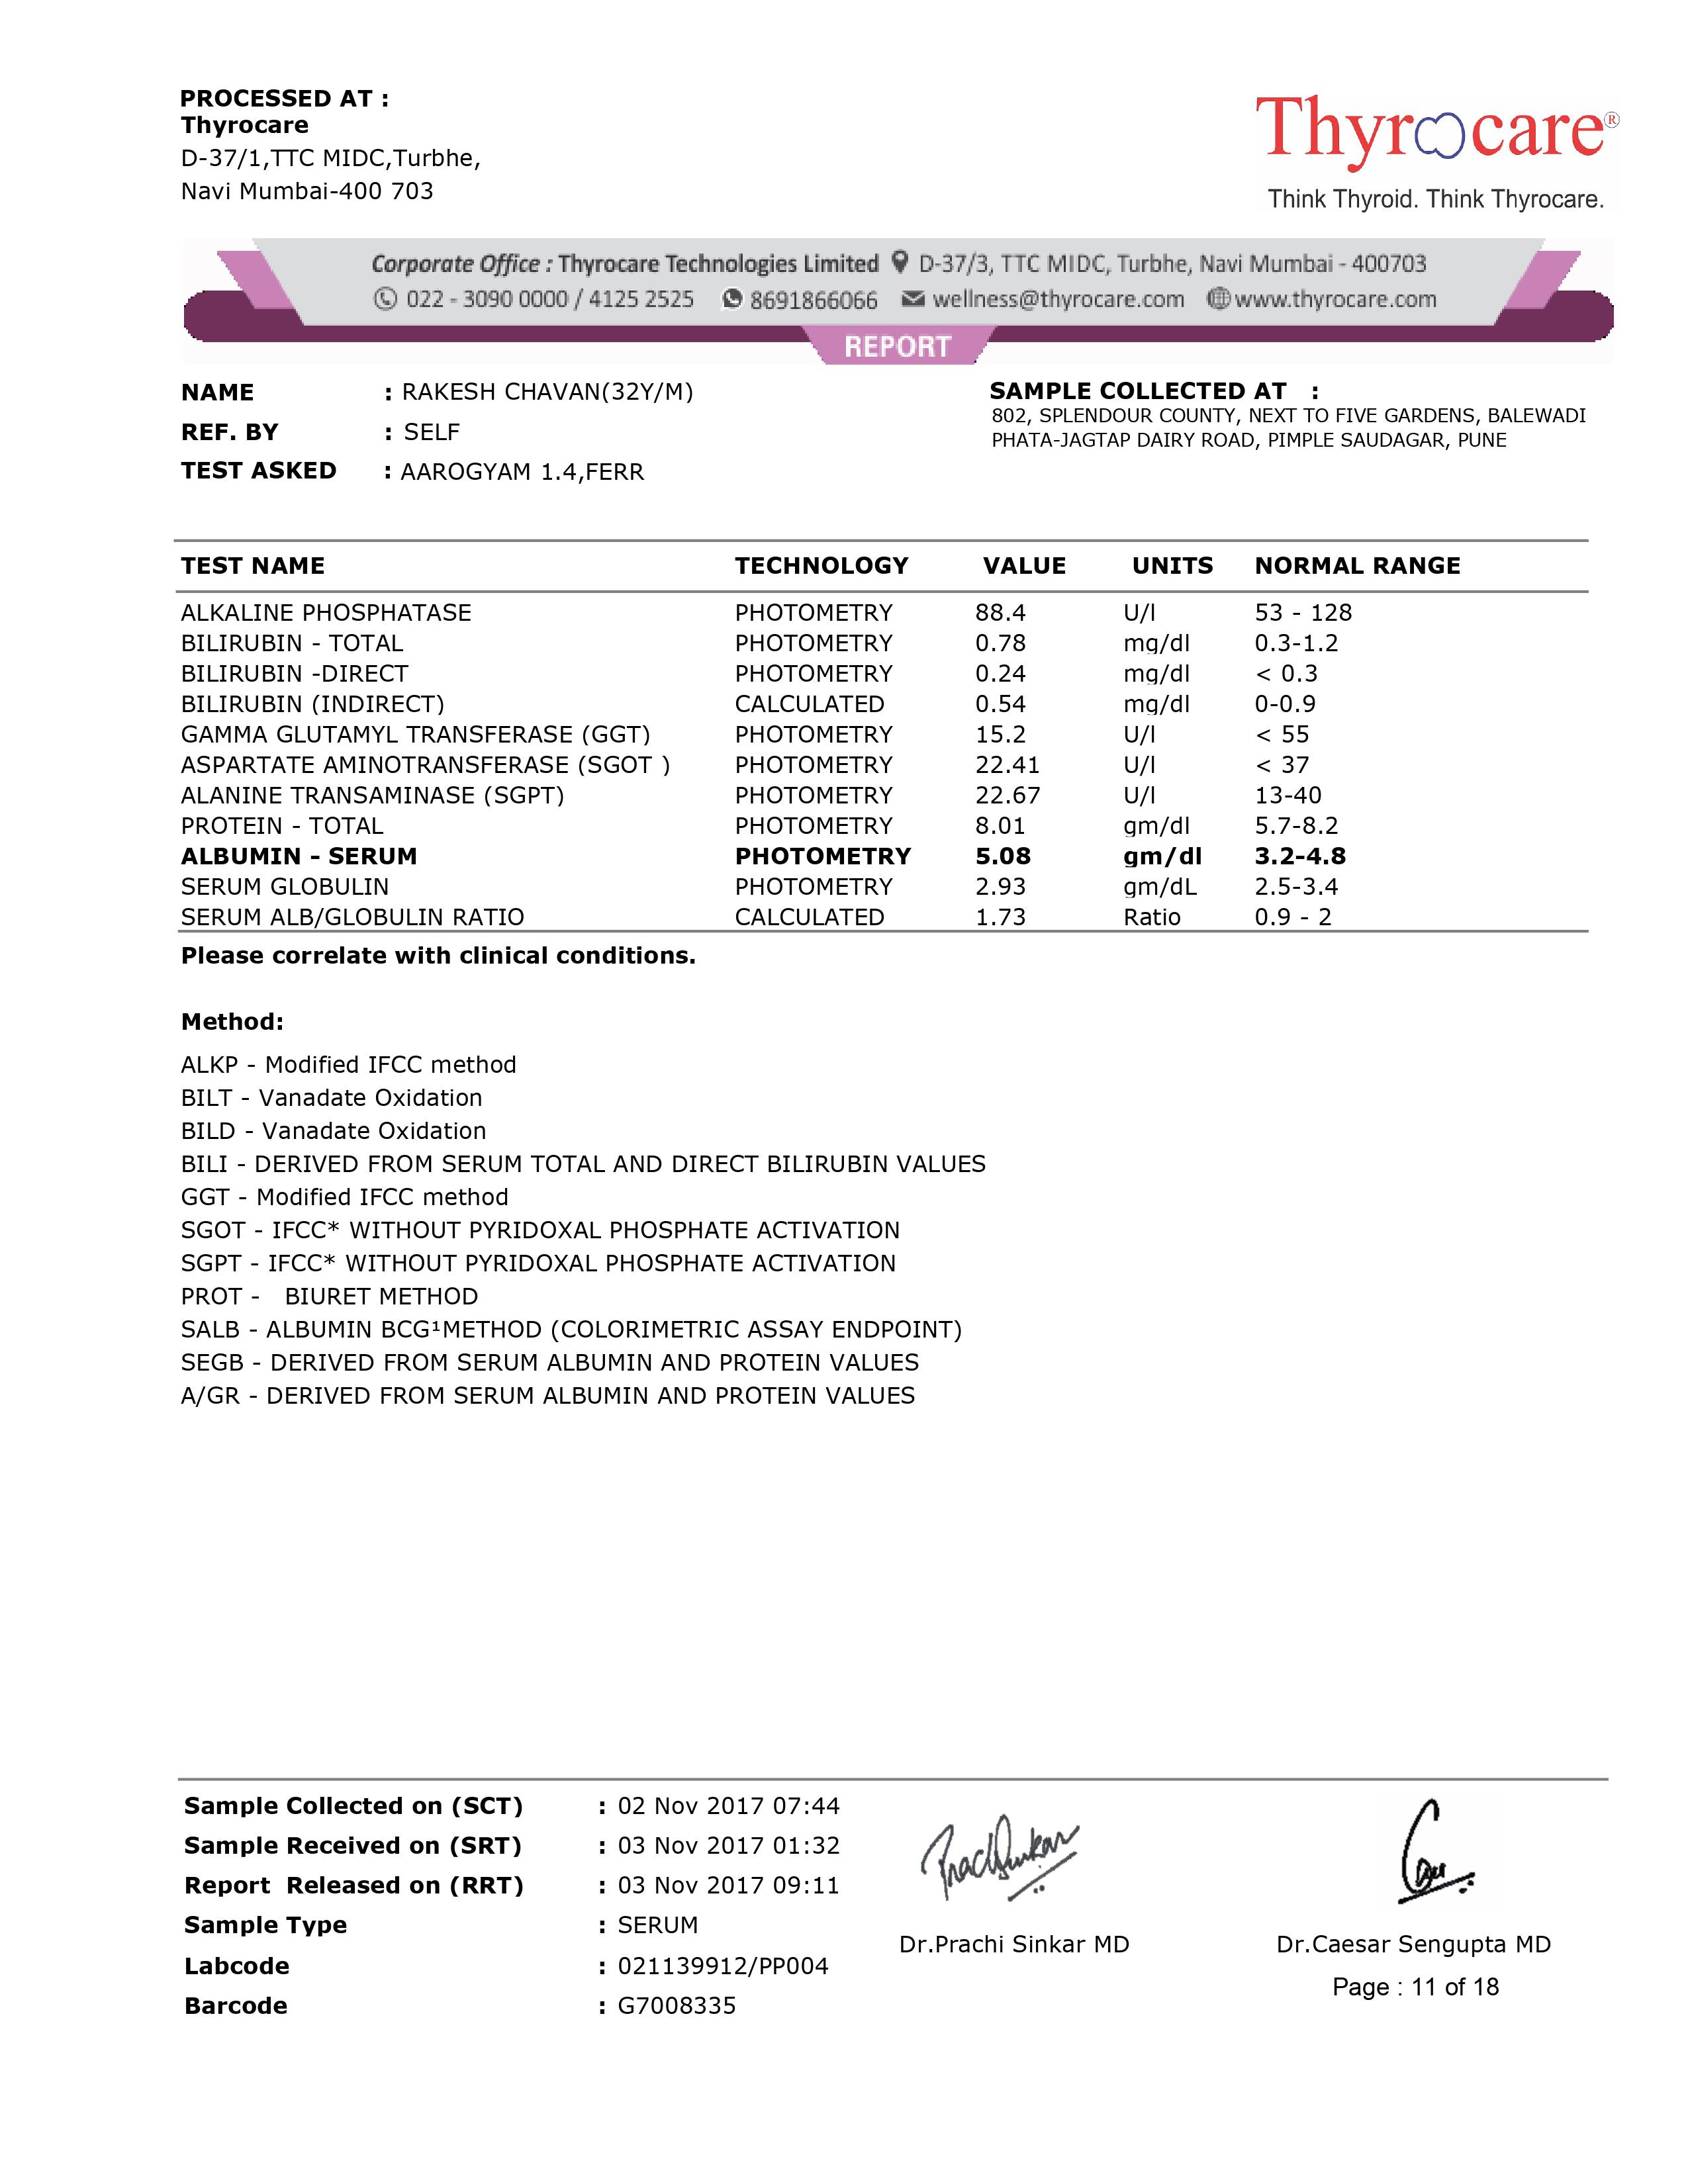 PROCESSED AT :
Thyrocare
D-37/1,TTC MIDC,Turbhe,
Navi Mumbai-400 703
Thyrocare®
Think Thyroid. Think Thyrocare.
Corporate Office : Thyrocare Technologies Limited D-37/3, TTC MIDC, Turbhe, Navi Mumbai - 400703
022 - 3090 0000 / 4125 2525 8691866066 wellness@thyrocare.com www.thyrocare.com
REPORT
NAME : RAKESH CHAVAN(32Y/M)
REF. BY : SELF
TEST ASKED : AAROGYAM 1.4,FERR
SAMPLE COLLECTED AT :
802, SPLENDOUR COUNTY, NEXT TO FIVE GARDENS, BALEWADI
PHATA-JAGTAP DAIRY ROAD, PIMPLE SAUDAGAR, PUNE
TEST NAME TECHNOLOGY VALUE UNITS NORMAL RANGE
ALKALINE PHOSPHATASE PHOTOMETRY 88.4 U/l 53 - 128
BILIRUBIN - TOTAL PHOTOMETRY 0.78 mg/dl 0.3-1.2
BILIRUBIN -DIRECT PHOTOMETRY 0.24 mg/dl < 0.3
BILIRUBIN (INDIRECT) CALCULATED 0.54 mg/dl 0-0.9
GAMMA GLUTAMYL TRANSFERASE (GGT) PHOTOMETRY 15.2 U/l < 55
ASPARTATE AMINOTRANSFERASE (SGOT ) PHOTOMETRY 22.41 U/l < 37
ALANINE TRANSAMINASE (SGPT) PHOTOMETRY 22.67 U/l 13-40
PROTEIN - TOTAL PHOTOMETRY 8.01 gm/dl 5.7-8.2
ALBUMIN - SERUM PHOTOMETRY 5.08 gm/dl 3.2-4.8
SERUM GLOBULIN PHOTOMETRY 2.93 gm/dL 2.5-3.4
SERUM ALB/GLOBULIN RATIO CALCULATED 1.73 Ratio 0.9 - 2
Please correlate with clinical conditions.
Method:
ALKP - Modified IFCC method
BILT - Vanadate Oxidation
BILD - Vanadate Oxidation
BILI - DERIVED FROM SERUM TOTAL AND DIRECT BILIRUBIN VALUES
GGT - Modified IFCC method
SGOT - IFCC* WITHOUT PYRIDOXAL PHOSPHATE ACTIVATION
SGPT - IFCC* WITHOUT PYRIDOXAL PHOSPHATE ACTIVATION
PROT - BIURET METHOD
SALB - ALBUMIN BCG¹METHOD (COLORIMETRIC ASSAY ENDPOINT)
SEGB - DERIVED FROM SERUM ALBUMIN AND PROTEIN VALUES
A/GR - DERIVED FROM SERUM ALBUMIN AND PROTEIN VALUES
Sample Collected on (SCT) : 02 Nov 2017 07:44
Sample Received on (SRT) : 03 Nov 2017 01:32
Report Released on (RRT) : 03 Nov 2017 09:11
Sample Type : SERUM
Labcode : 021139912/PP004
Barcode : G7008335
Dr.Prachi Sinkar MD
Dr.Caesar Sengupta MD
Page : 11 of 18